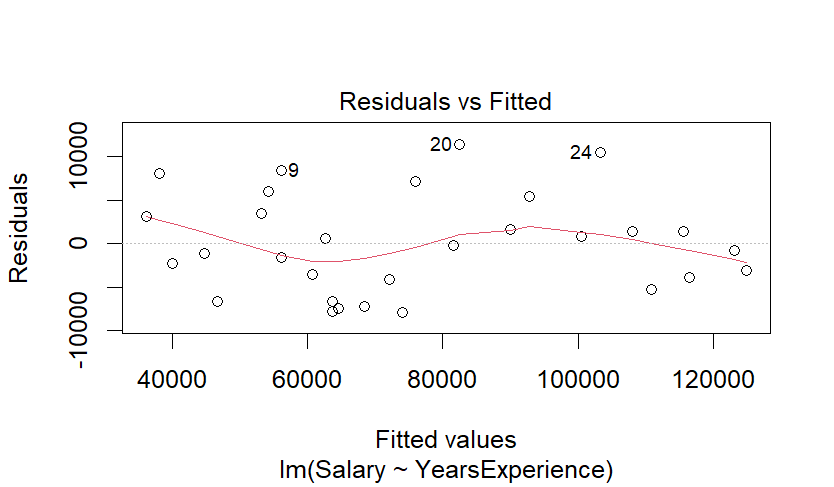 Residuals vs Fitted
Residuals
10000
0
-10000
9
20
24
40000 60000 80000 100000 120000
Fitted values
lm(Salary ~ YearsExperience)